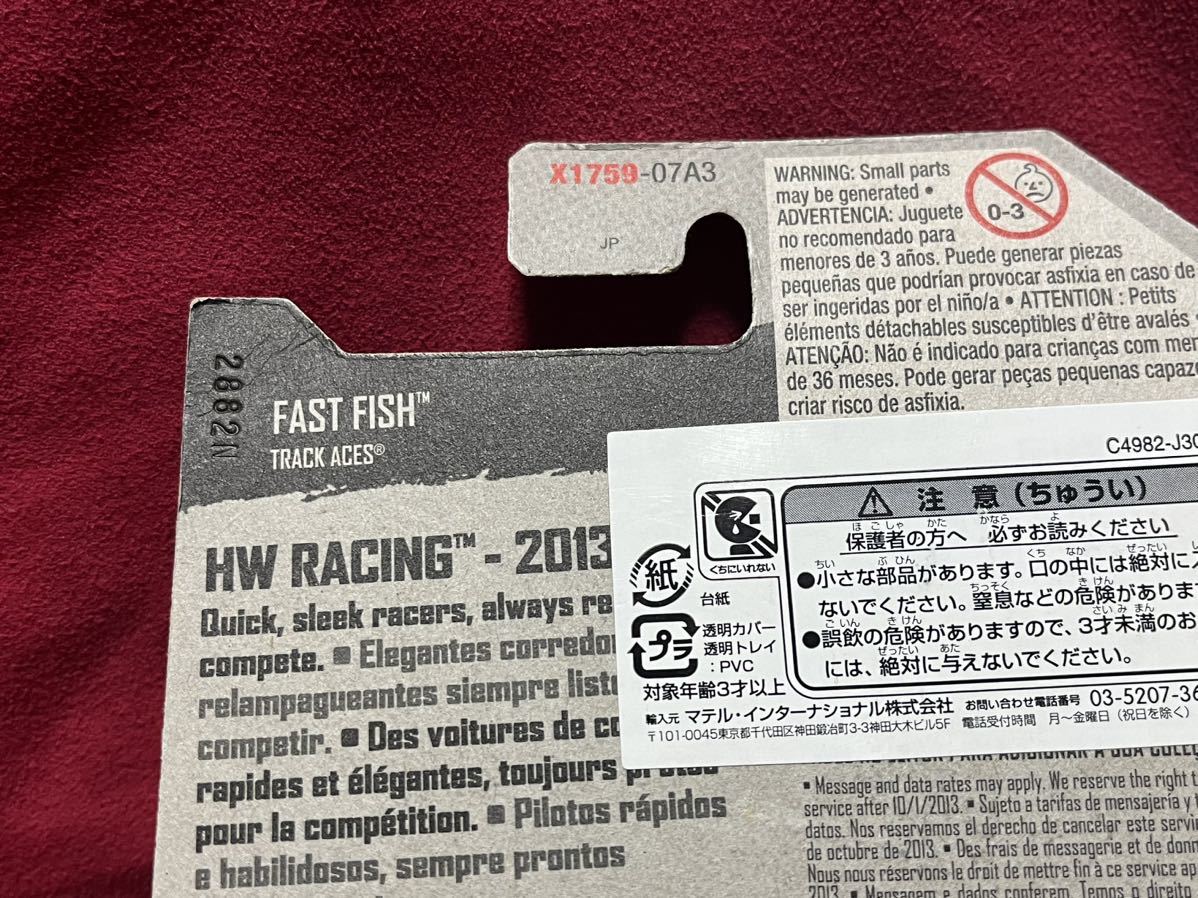 X1759-07A3
JP
WARNING: Small parts
may be generated •
ADVERTENCIA: Juguete
no recomendado para
menores de 3 años. Puede generar piezas
pequeñas que podrían provocar asfixia en caso de
ser ingeridas por el niño/a • ATTENTION : Petits
éléments détachables susceptibles d'être avalés
ATENÇÃO: Não é indicado para crianças com men
de 36 meses. Pode gerar peças pequenas capaze
criar risco de asfixia.
0-3
2882N
FAST FISH™
TRACK ACES®
HW RACING™ - 2013
Quick, sleek racers, always re
compete. ▪ Elegantes corredo
relampagueantes siempre listo
competir. ▪ Des voitures de co
rapides et élégantes, toujours prêtes
pour la compétition. ▪ Pilotos rápidos
e habilidosos, sempre prontos
C4982-J30
注 意 (ちゅうい)
保護者の方へ 必ずお読みください
●小さな部品があります。口の中には絶対に入
ないでください。窒息などの危険がありま
●誤飲の危険がありますので、3才未満のお
には、絶対に与えないでください。
くちにいれない
紙
台紙
プラ
透明カバー
透明トレイ
: PVC
対象年齢3才以上
輸入元 マテル・インターナショナル株式会社 お問い合わせ電話番号 03-5207-36
〒101-0045東京都千代田区神田鍛冶町3-3神田大木ビル5F 電話受付時間 月〜金曜日 (祝日を除く)
PARA ADICIONAR À SUA
• Message and data rates may apply. We reserve the right t
service after 10/1/2013. ▪ Sujeto a tarifas de mensajería y
datos. Nos reservamos el derecho de cancelar este servi
de octubre de 2013. ▪ Des frais de messagerie et de donn
Nous nous réservons le droit de mettre fin à ce service ap
2013. ▪ Mensagem e dados conferem. Temos o direito